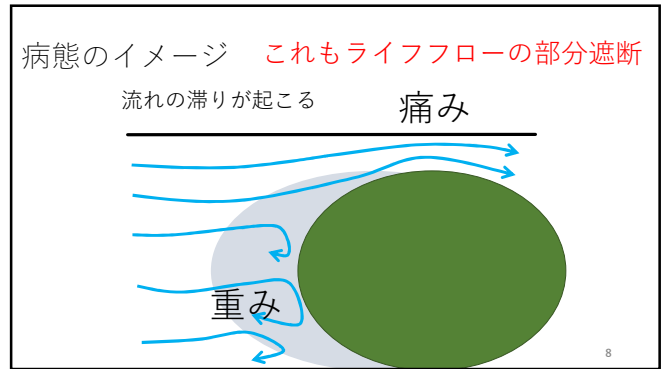 病態のイメージ これもライフフローの部分遮断
流れの滞りが起こる
痛み
重み
8